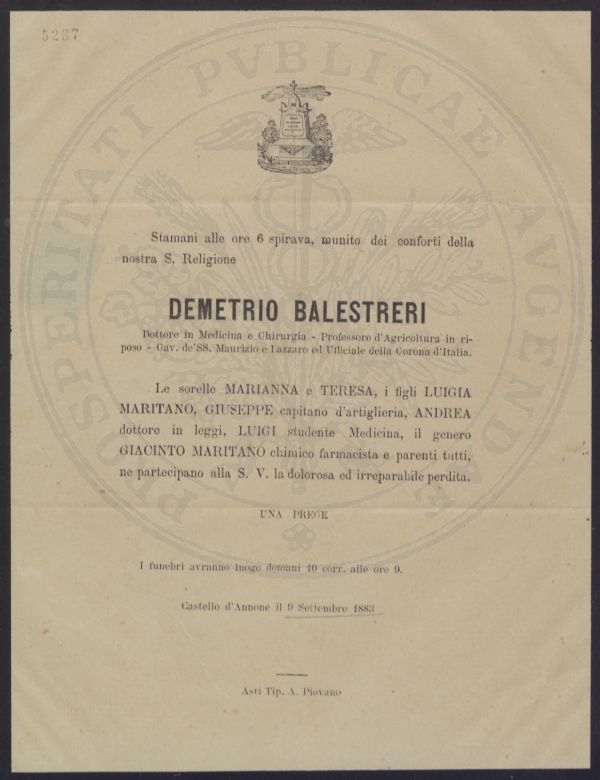 5287
PROSPERITATI PVBLICAE AVGENDAE
Stamani alle ore 6 spirava, munito dei conforti della
nostra S. Religione
DEMETRIO BALESTRERI
Dottore in Medicina e Chirurgia - Professore d'Agricoltura in ri-
poso - Cav. de'SS. Maurizio e Lazzaro ed Ufficiale della Corona d'Italia.
Le sorelle MARIANNA e TERESA, i figli LUIGIA
MARITANO, GIUSEPPE capitano d'artiglieria, ANDREA
dottore in leggi, LUIGI studente Medicina, il genero
GIACINTO MARITANO chimico farmacista e parenti tutti,
ne partecipano alla S. V. la dolorosa ed irreparabile perdita.
UNA PRECE
I funebri avranno luogo domani 10 corr. alle ore 9.
Castello d'Annone il 9 Settembre 1883
Asti Tip. A. Piovano